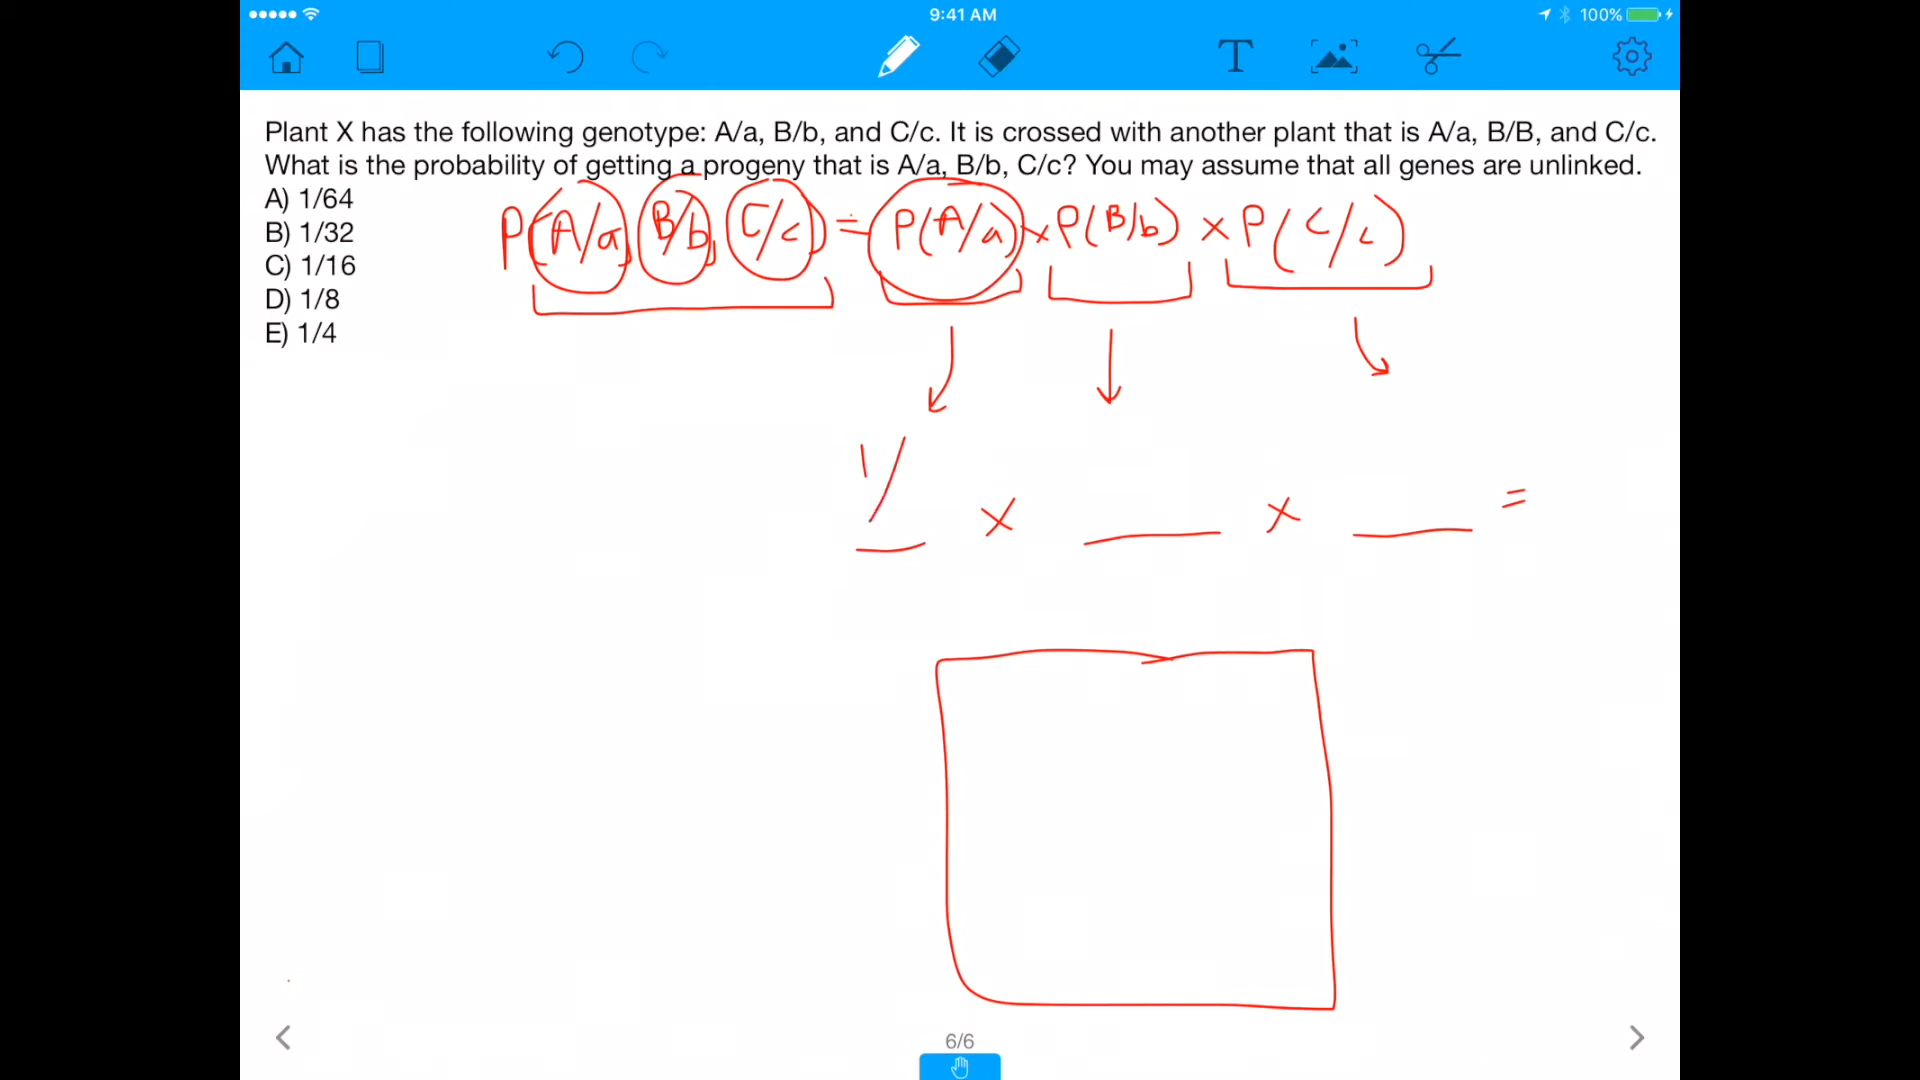 9:41 AM
100%
T
Plant X has the following genotype: A/a, B/b, and C/c. It is crossed with another plant that is A/a, B/B, and C/c.
What is the probability of getting a progeny that is A/a, B/b, C/c? You may assume that all genes are unlinked.
A) 1/64
B) 1/32
C) 1/16
D) 1/8
E) 1/4
P(A/a, B/b, C/c) = P(A/a) x P(B/b) x P(C/c)
1/ x x =
6/6